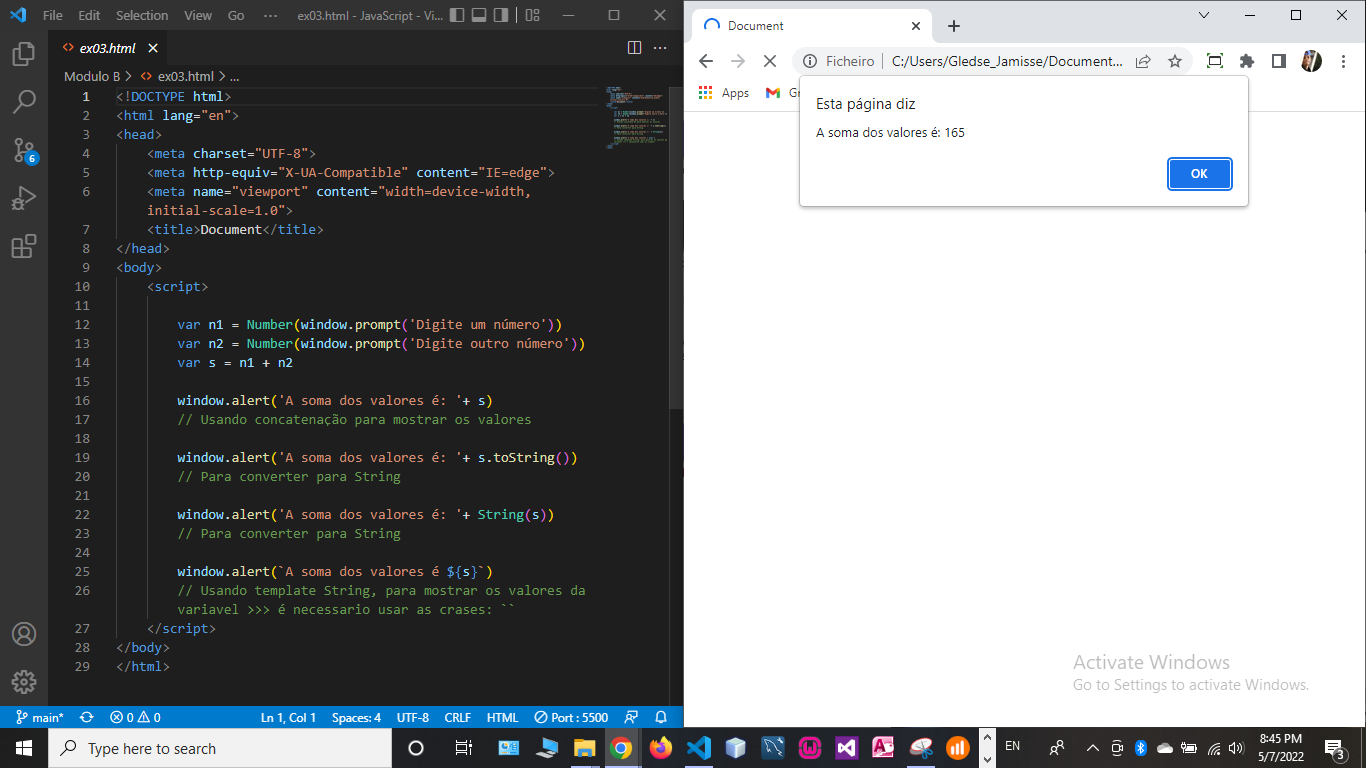 File Edit Selection View Go ··· ex03.html - JavaScript - Vi...
ex03.html
Modulo B > ex03.html > ...
1 <!DOCTYPE html>
2 <html lang="en">
3 <head>
4 <meta charset="UTF-8">
5 <meta http-equiv="X-UA-Compatible" content="IE=edge">
6 <meta name="viewport" content="width=device-width,
initial-scale=1.0">
7 <title>Document</title>
8 </head>
9 <body>
10 <script>
11
12 var n1 = Number(window.prompt('Digite um número'))
13 var n2 = Number(window.prompt('Digite outro número'))
14 var s = n1 + n2
15
16 window.alert('A soma dos valores é: '+ s)
17 // Usando concatenação para mostrar os valores
18
19 window.alert('A soma dos valores é: '+ s.toString())
20 // Para converter para String
21
22 window.alert('A soma dos valores é: '+ String(s))
23 // Para converter para String
24
25 window.alert(`A soma dos valores é ${s}`)
26 // Usando template String, para mostrar os valores da
variavel >>> é necessario usar as crases: ``
27 </script>
28 </body>
29 </html>
6
main* 0 0 Ln 1, Col 1 Spaces: 4 UTF-8 CRLF HTML Port : 5500
Document
Ficheiro | C:/Users/Gledse_Jamisse/Document...
Apps
Esta página diz
A soma dos valores é: 165
OK
Activate Windows
Go to Settings to activate Windows.
Type here to search
EN
8:45 PM
5/7/2022
3